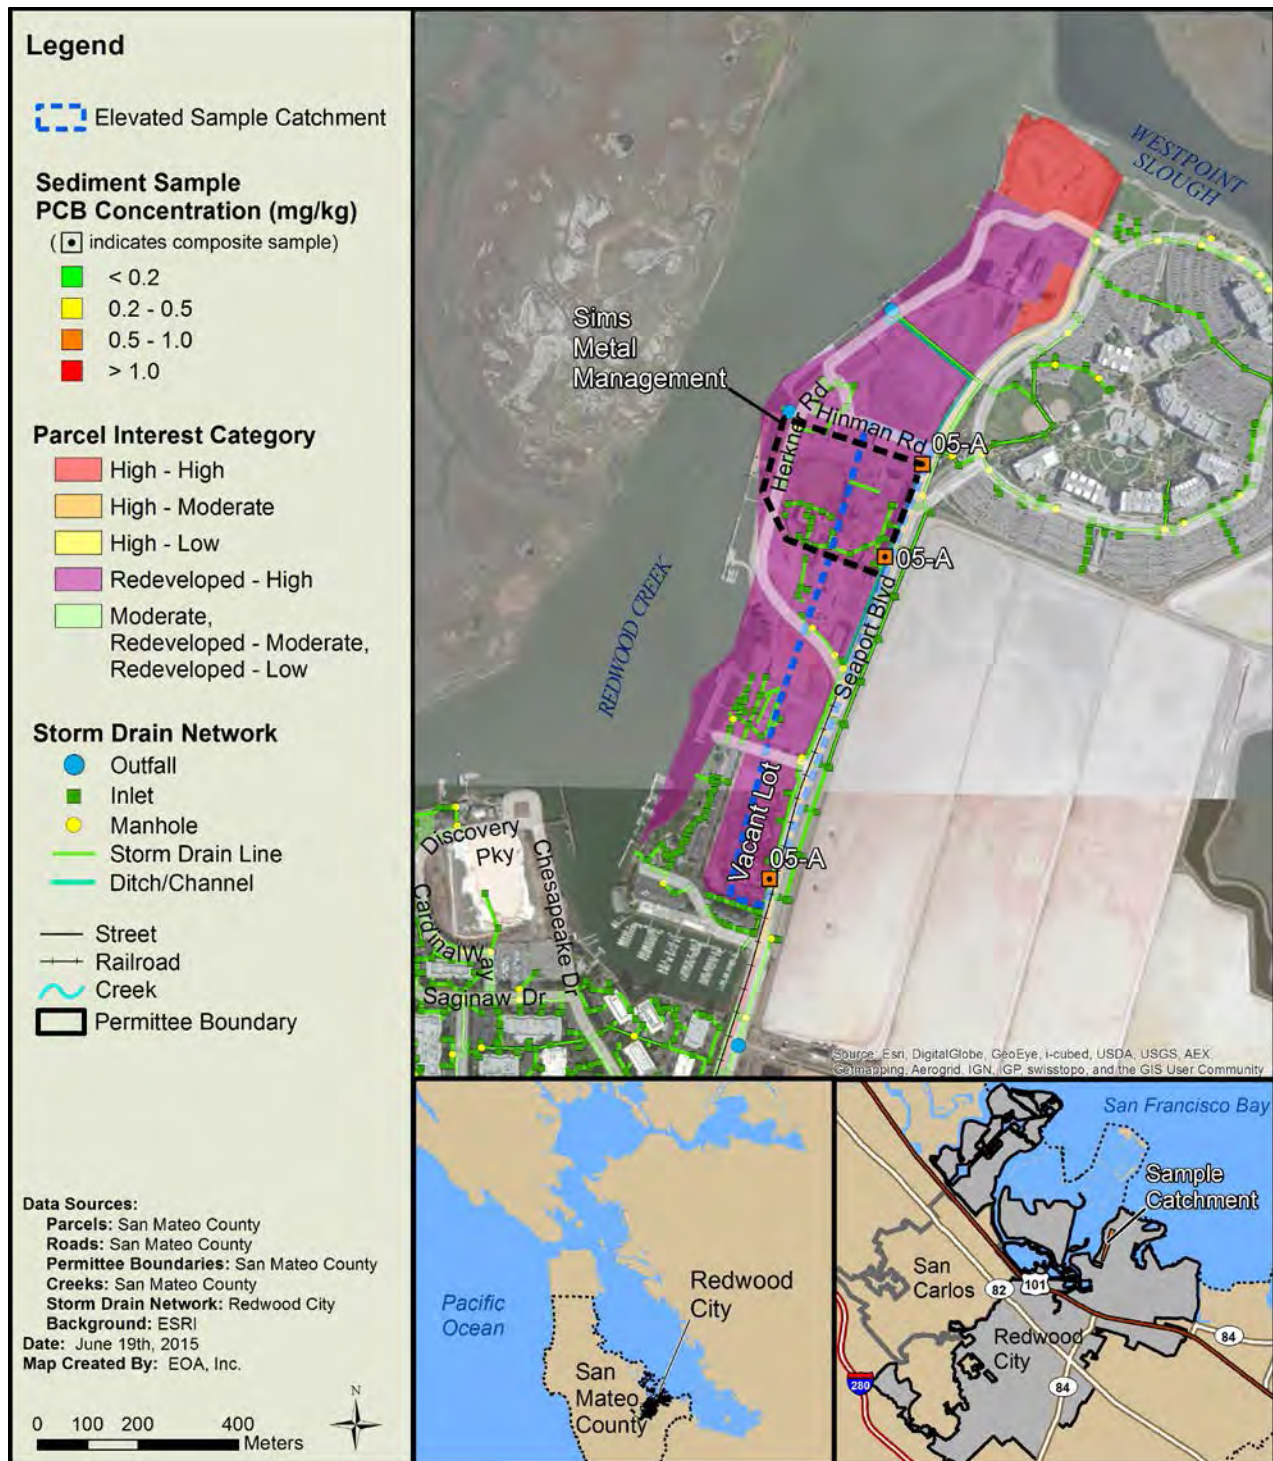 Legend
Elevated Sample Catchment
Sediment Sample
PCB Concentration (mg/kg)
( indicates composite sample)
< 0.2
0.2 - 0.5
0.5 - 1.0
> 1.0
Parcel Interest Category
High - High
High - Moderate
High - Low
Redeveloped - High
Moderate,
Redeveloped - Moderate,
Redeveloped - Low
Storm Drain Network
Outfall
Inlet
Manhole
Storm Drain Line
Ditch/Channel
Street
Railroad
Creek
Permittee Boundary
Data Sources:
Parcels: San Mateo County
Roads: San Mateo County
Permittee Boundaries: San Mateo County
Creeks: San Mateo County
Storm Drain Network: Redwood City
Background: ESRI
Date: June 19th, 2015
Map Created By: EOA, Inc.
N
0 100 200 400
Meters
WESTPOINT
SLOUGH
Sims
Metal
Management
Herkner Rd
Hinman Rd
05-A
05-A
Seaport Blvd
REDWOOD CREEK
Vacant Lot
05-A
Discovery
Pky
Chesapeake Dr
Cardinal Way
Saginaw Dr
Source: Esri, DigitalGlobe, GeoEye, i-cubed, USDA, USGS, AEX,
Getmapping, Aerogrid, IGN, IGP, swisstopo, and the GIS User Community
Pacific
Ocean
Redwood
City
San
Mateo
County
San Francisco Bay
Sample
Catchment
San
Carlos
82
101
Redwood
City
84
84
280